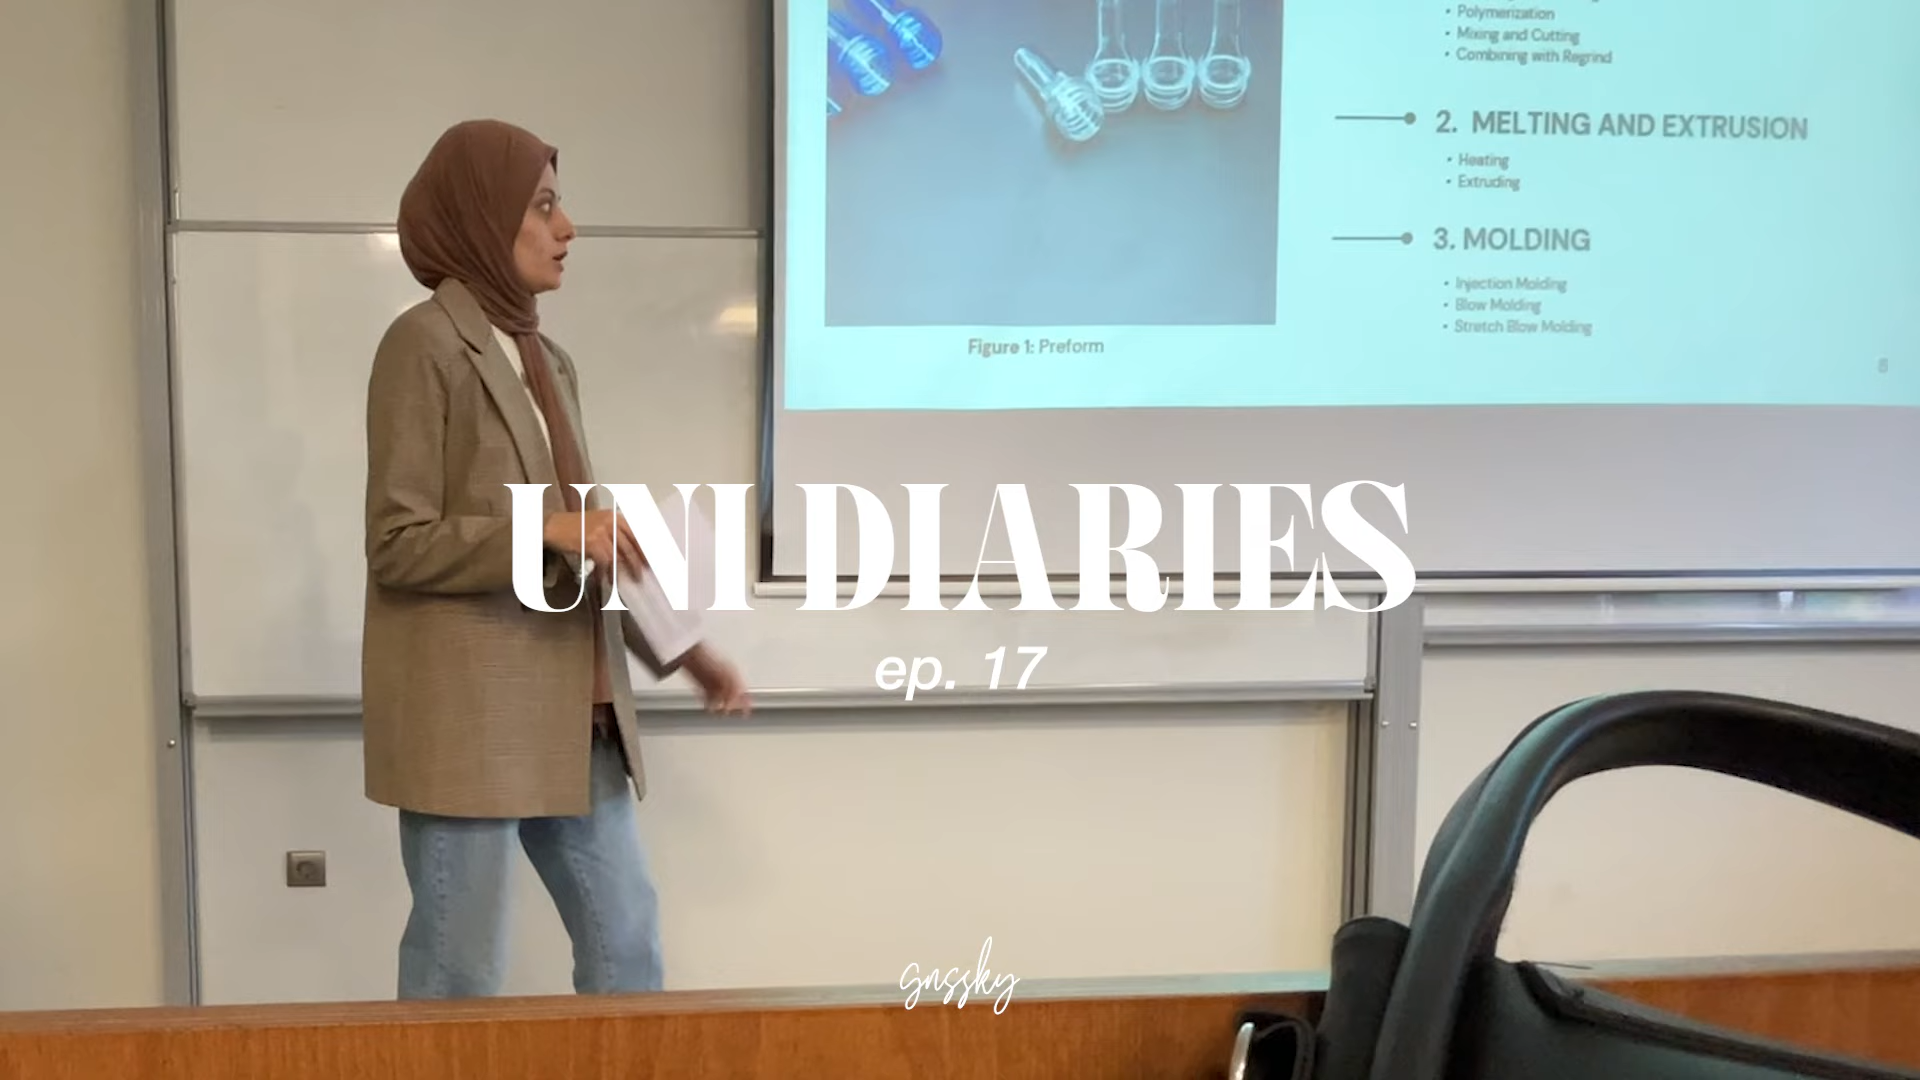 • Polymerization
• Mixing and Cutting
• Combining with Regrind
2. MELTING AND EXTRUSION
• Heating
• Extruding
3. MOLDING
• Injection Molding
• Blow Molding
• Stretch Blow Molding
Figure 1: Preform
UNI DIARIES
ep. 17
gnssky